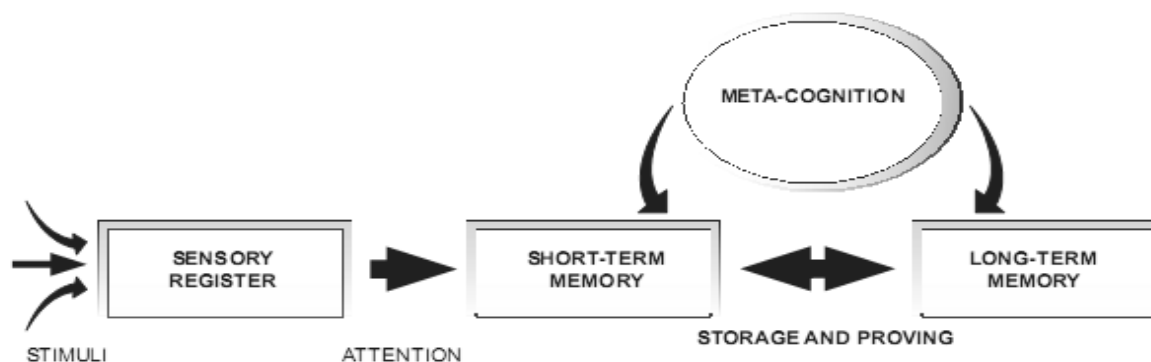 META-COGNITION
SENSORY
REGISTER
SHORT-TERM
MEMORY
LONG-TERM
MEMORY
STORAGE AND PROVING
STIMULI
ATTENTION